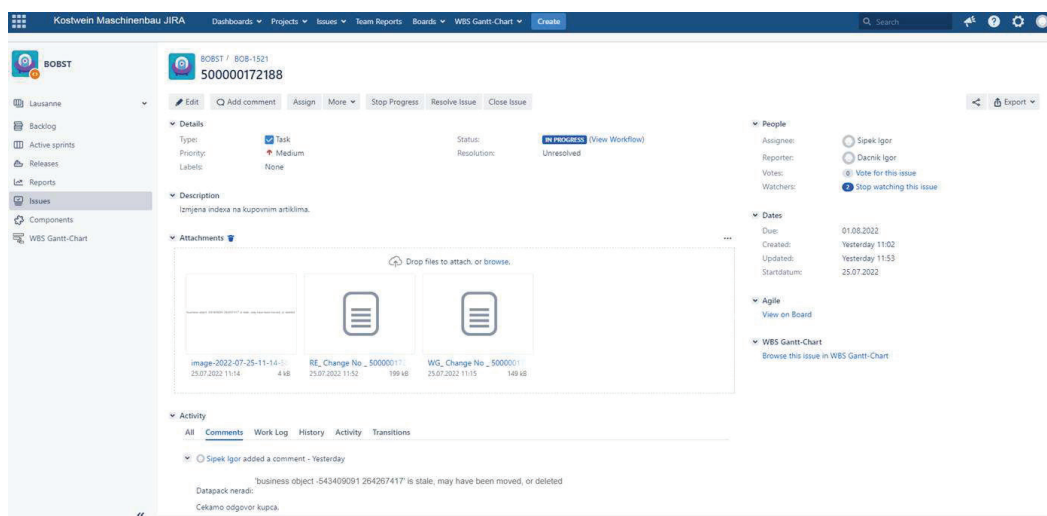 Kostwein Maschinenbau JIRA Dashboards Projects Issues Team Reports Boards WBS Gantt-Chart Create Search
BOBST
Lausanne
Backlog
Active sprints
Releases
Reports
Issues
Components
WBS Gantt-Chart
BOBST / BOB-1521
500000172188
Edit Add comment Assign More Stop Progress Resolve Issue Close Issue Export
Details
Type: Task Status: IN PROGRESS (View Workflow)
Priority: Medium Resolution: Unresolved
Labels: None
Description
Izmjena indexa na kupovnim artiklima.
Attachments
Drop files to attach, or browse.
image-2022-07-25-11-14- RE_ Change No _ 50000017 WG_ Change No _ 5000001
25.07.2022 11:14 4 kB 25.07.2022 11:52 199 kB 25.07.2022 11:15 149 kB
Activity
All Comments Work Log History Activity Transitions
Sipek Igor added a comment - Yesterday
'business object -543409091 264267417' is stale, may have been moved, or deleted
Datapack neradi:
Cekamo odgovor kupca.
People
Assignee: Sipek Igor
Reporter: Dacnik Igor
Votes: 0 Vote for this issue
Watchers: 2 Stop watching this issue
Dates
Due: 01.08.2022
Created: Yesterday 11:02
Updated: Yesterday 11:53
Startdatum: 25.07.2022
Agile
View on Board
WBS Gantt-Chart
Browse this issue in WBS Gantt-Chart